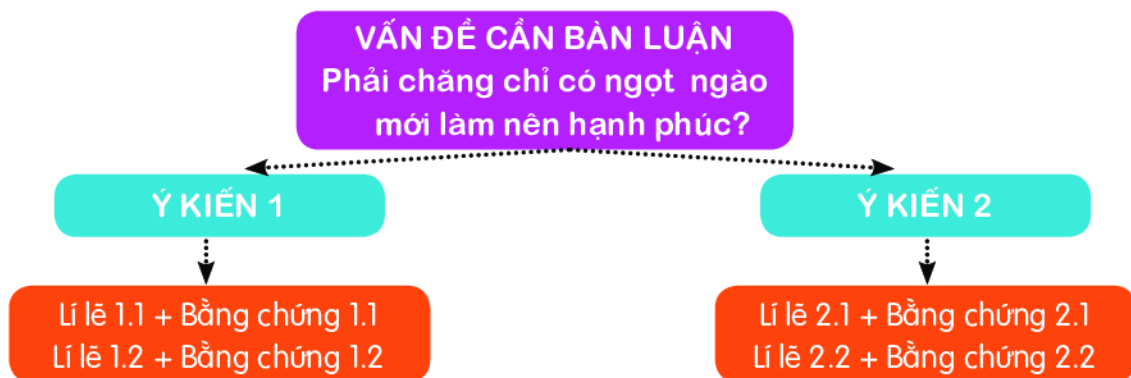 VẤN ĐỀ CẦN BÀN LUẬN
Phải chăng chỉ có ngọt ngào
mới làm nên hạnh phúc?
Ý KIẾN 1
Ý KIẾN 2
Lí lẽ 1.1 + Bằng chứng 1.1
Lí lẽ 1.2 + Bằng chứng 1.2
Lí lẽ 2.1 + Bằng chứng 2.1
Lí lẽ 2.2 + Bằng chứng 2.2